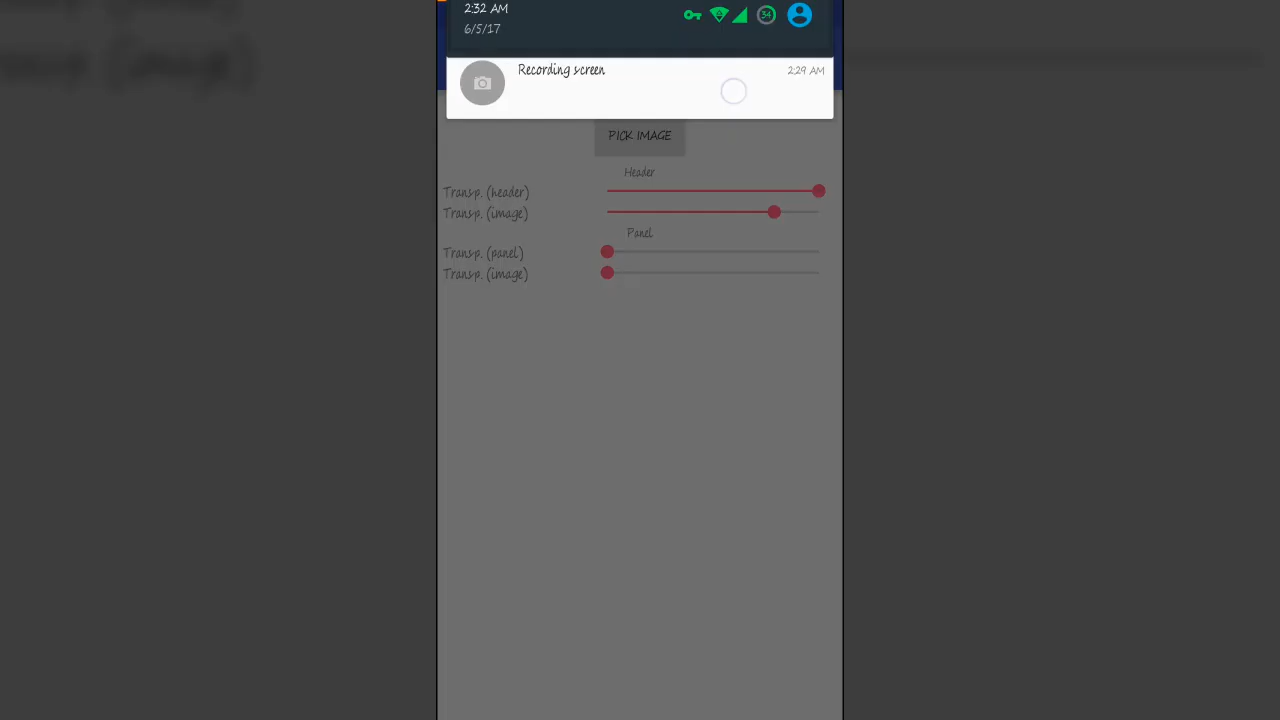 2:32 AM
6/5/17
34
Recording screen
2:29 AM
PICK IMAGE
Header
Transp. (header)
Transp. (image)
Panel
Transp. (panel)
Transp. (image)